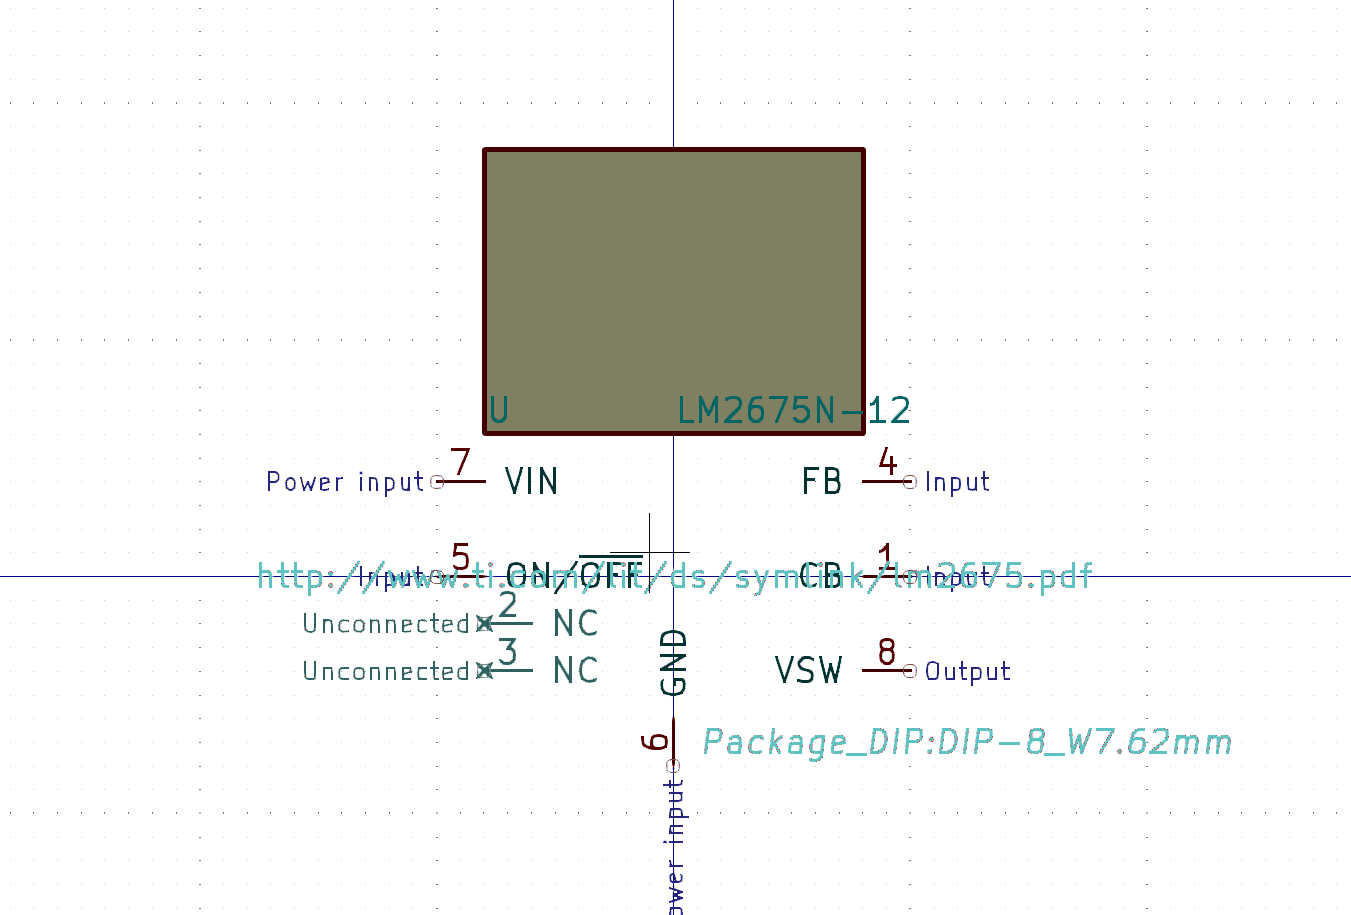 U
LM2675N-12
7
4
Power input
VIN
FB
Input
5
1
Input
ON/OFF
CB
Input
http://www.ti.com/lit/ds/symlink/lm2675.pdf
2
Unconnected
NC
3
8
Unconnected
NC
GND
VSW
Output
6
Package_DIP:DIP-8_W7.62mm
input